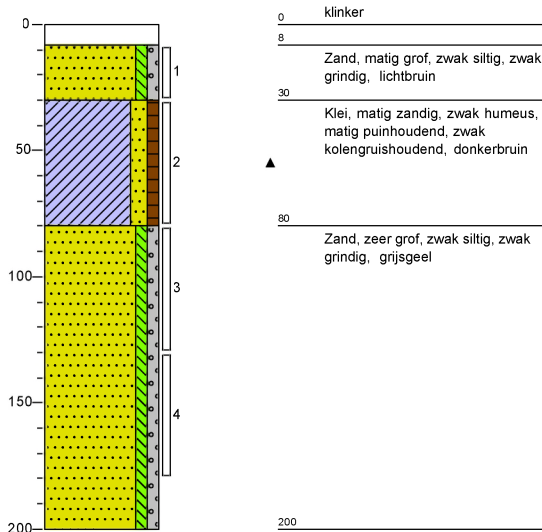 0
klinker
0
8
Zand, matig grof, zwak siltig, zwak
grindig, lichtbruin
1
30
Klei, matig zandig, zwak humeus,
matig puinhoudend, zwak
kolengruishoudend, donkerbruin
50
2
80
Zand, zeer grof, zwak siltig, zwak
grindig, grijsgeel
100
3
150
4
200
200